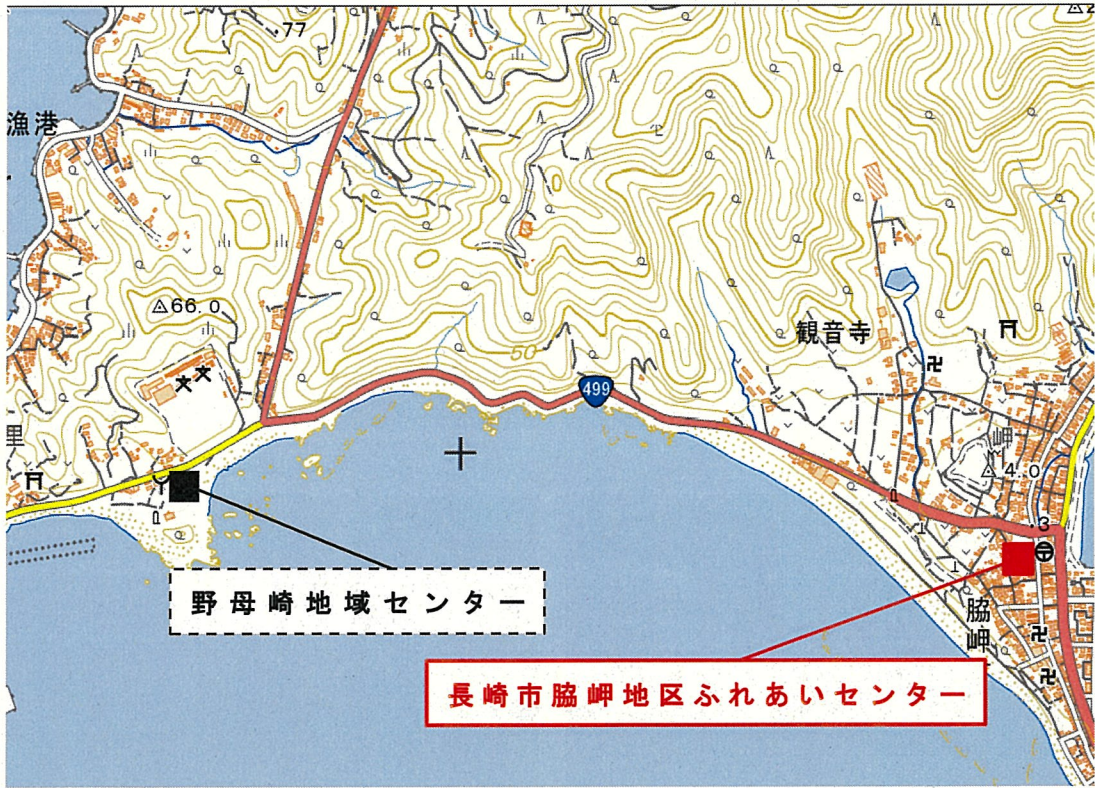 .77
漁港
△66.0
50
499
観音寺
里
岬
△4.0
.3
脇岬
野母崎地域センター
長崎市脇岬地区ふれあいセンター